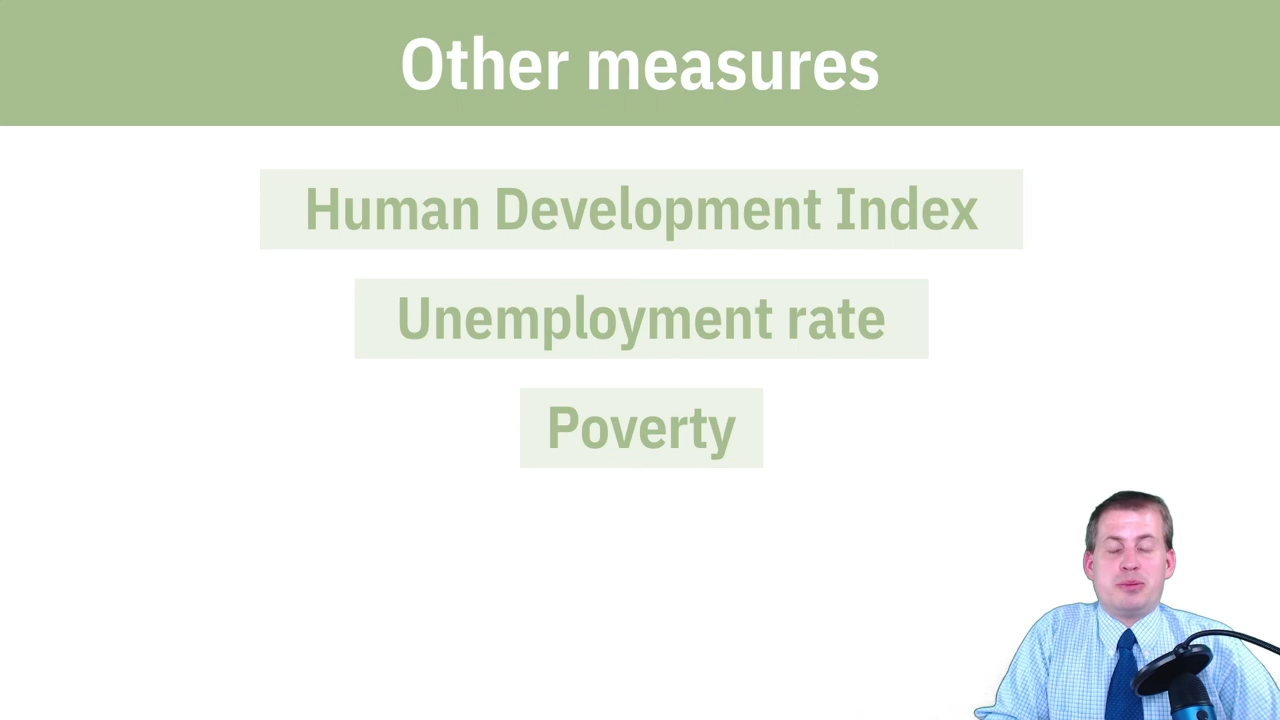 Other measures
Human Development Index
Unemployment rate
Poverty